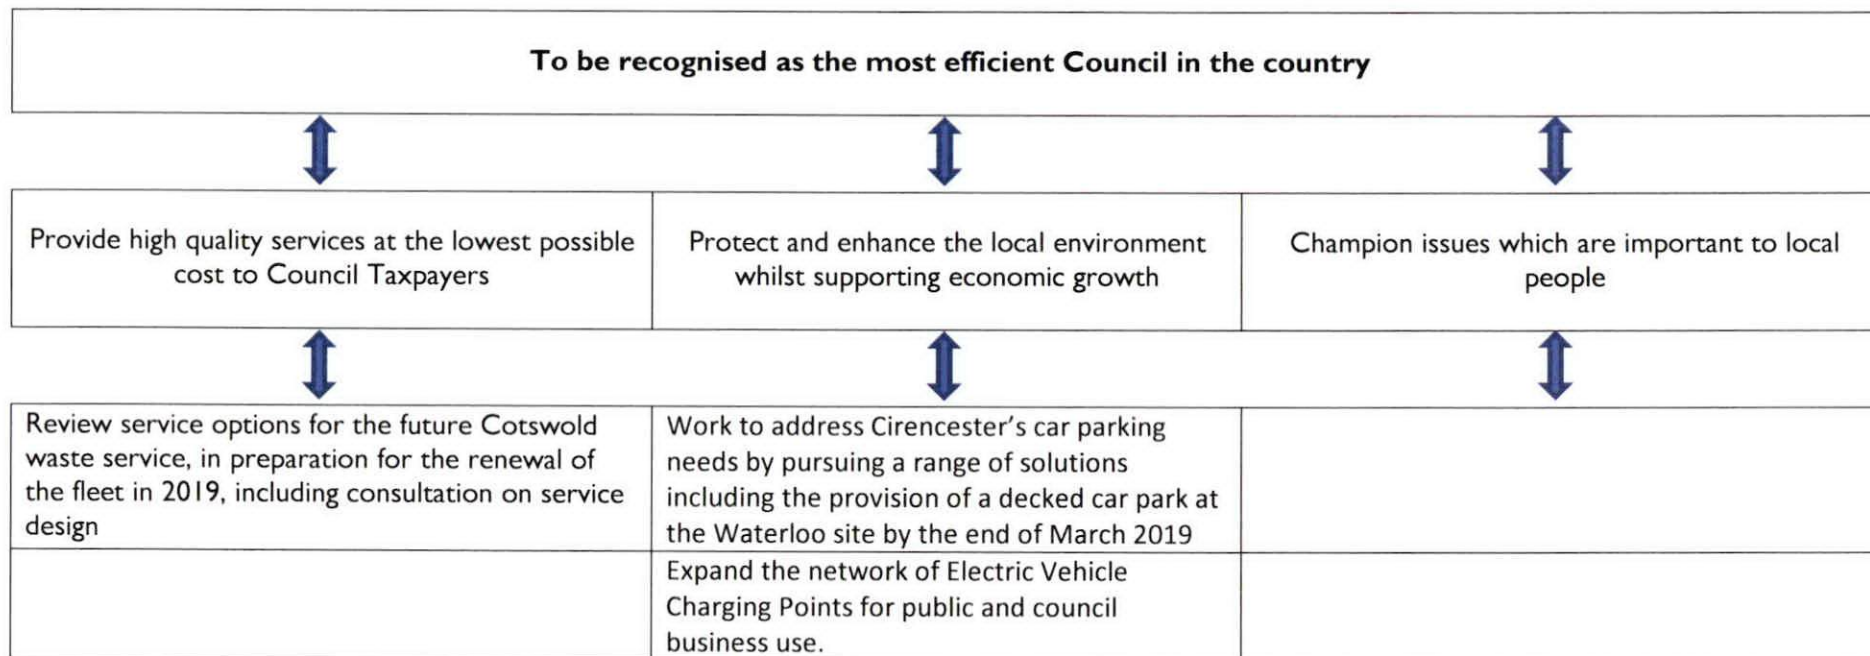 To be recognised as the most efficient Council in the country
Provide high quality services at the lowest possible
cost to Council Taxpayers
Protect and enhance the local environment
whilst supporting economic growth
Champion issues which are important to local
people
Review service options for the future Cotswold
waste service, in preparation for the renewal of
the fleet in 2019, including consultation on service
design
Work to address Cirencester's car parking
needs by pursuing a range of solutions
including the provision of a decked car park at
the Waterloo site by the end of March 2019
Expand the network of Electric Vehicle
Charging Points for public and council
business use.